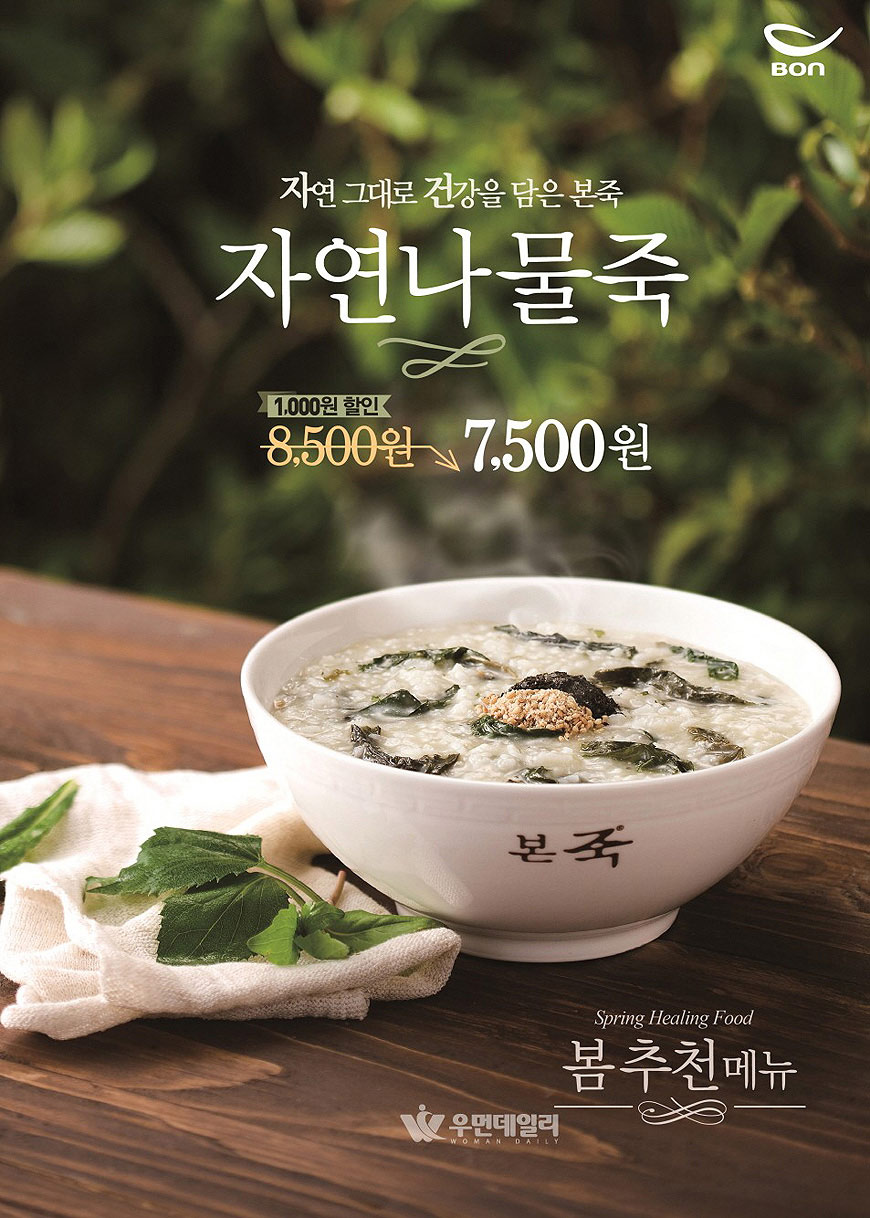 BON
자연 그대로 건강을 담은 본죽
자연나물죽
1,000원 할인
8,500원 7,500원
본죽
Spring Healing Food
봄 추천메뉴
우먼데일리
WOMAN DAILY